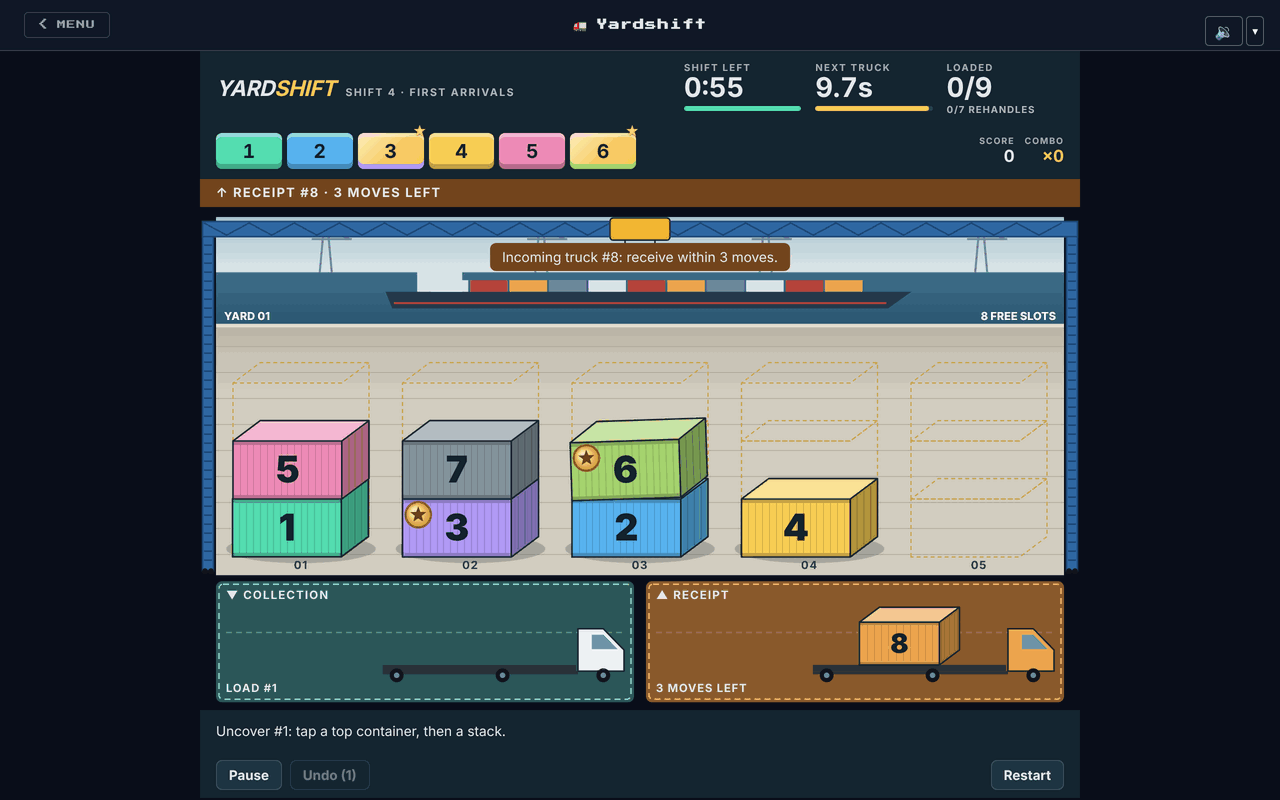 MENU
Yardshift
YARDSHIFT SHIFT 4 · FIRST ARRIVALS
SHIFT LEFT
0:55
NEXT TRUCK
9.7s
LOADED
0/9
0/7 REHANDLES
1 2 3 4 5 6
SCORE
0
COMBO
×0
↑ RECEIPT #8 · 3 MOVES LEFT
Incoming truck #8: receive within 3 moves.
YARD 01
8 FREE SLOTS
5 7 6
1 3 2 4
01 02 03 04 05
▼ COLLECTION
LOAD #1
▲ RECEIPT
8
3 MOVES LEFT
Uncover #1: tap a top container, then a stack.
Pause
Undo (1)
Restart